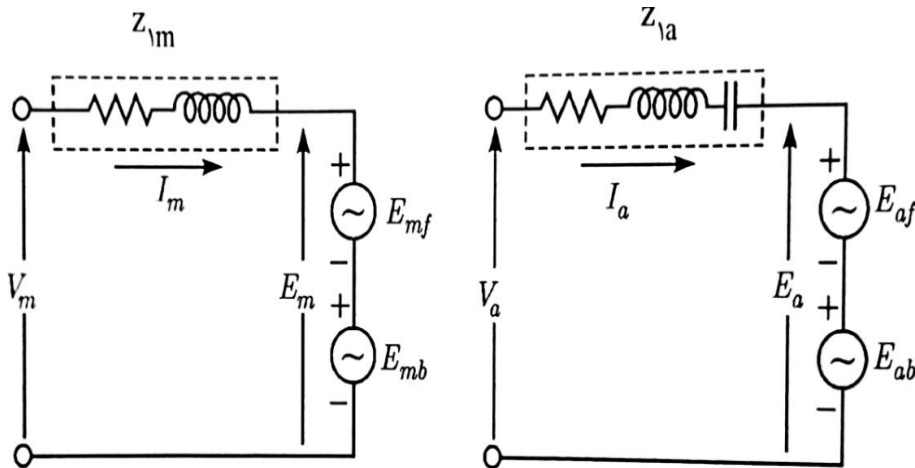 Z\m
Z\a
I_m
I_a
+
E_mf
−
V_m
E_m
+
E_mb
−
+
E_af
−
V_a
E_a
+
E_ab
−